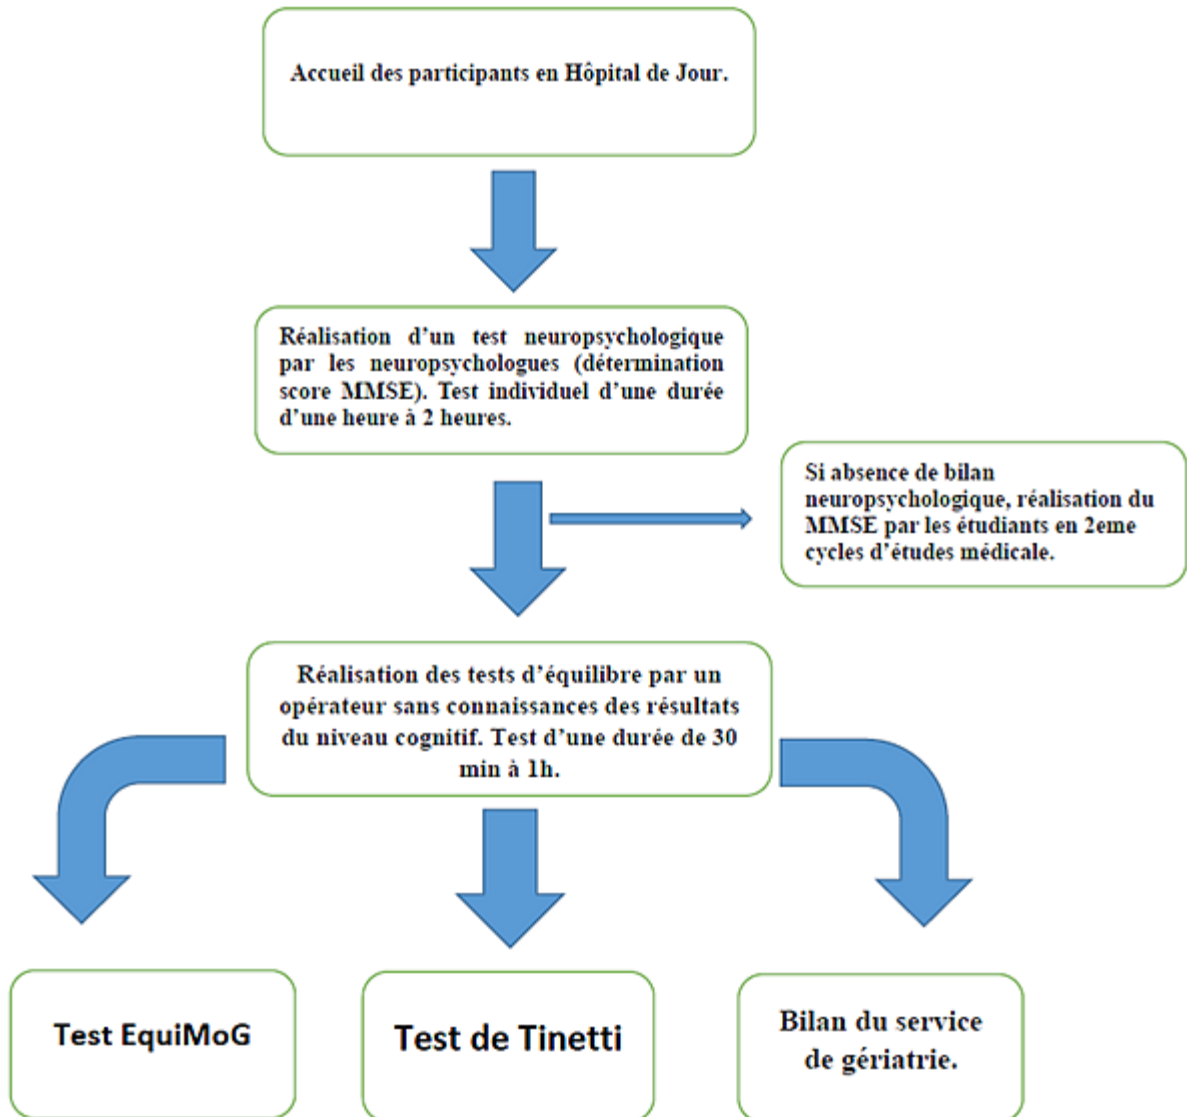 Accueil des participants en Hôpital de Jour.
Réalisation d’un test neuropsychologique
par les neuropsychologues (détermination
score MMSE). Test individuel d’une durée
d’une heure à 2 heures.
Si absence de bilan
neuropsychologique, réalisation du
MMSE par les étudiants en 2eme
cycles d’études médicale.
Réalisation des tests d’équilibre par un
opérateur sans connaissances des résultats
du niveau cognitif. Test d’une durée de 30
min à 1h.
Test EquiMoG
Test de Tinetti
Bilan du service
de gériatrie.